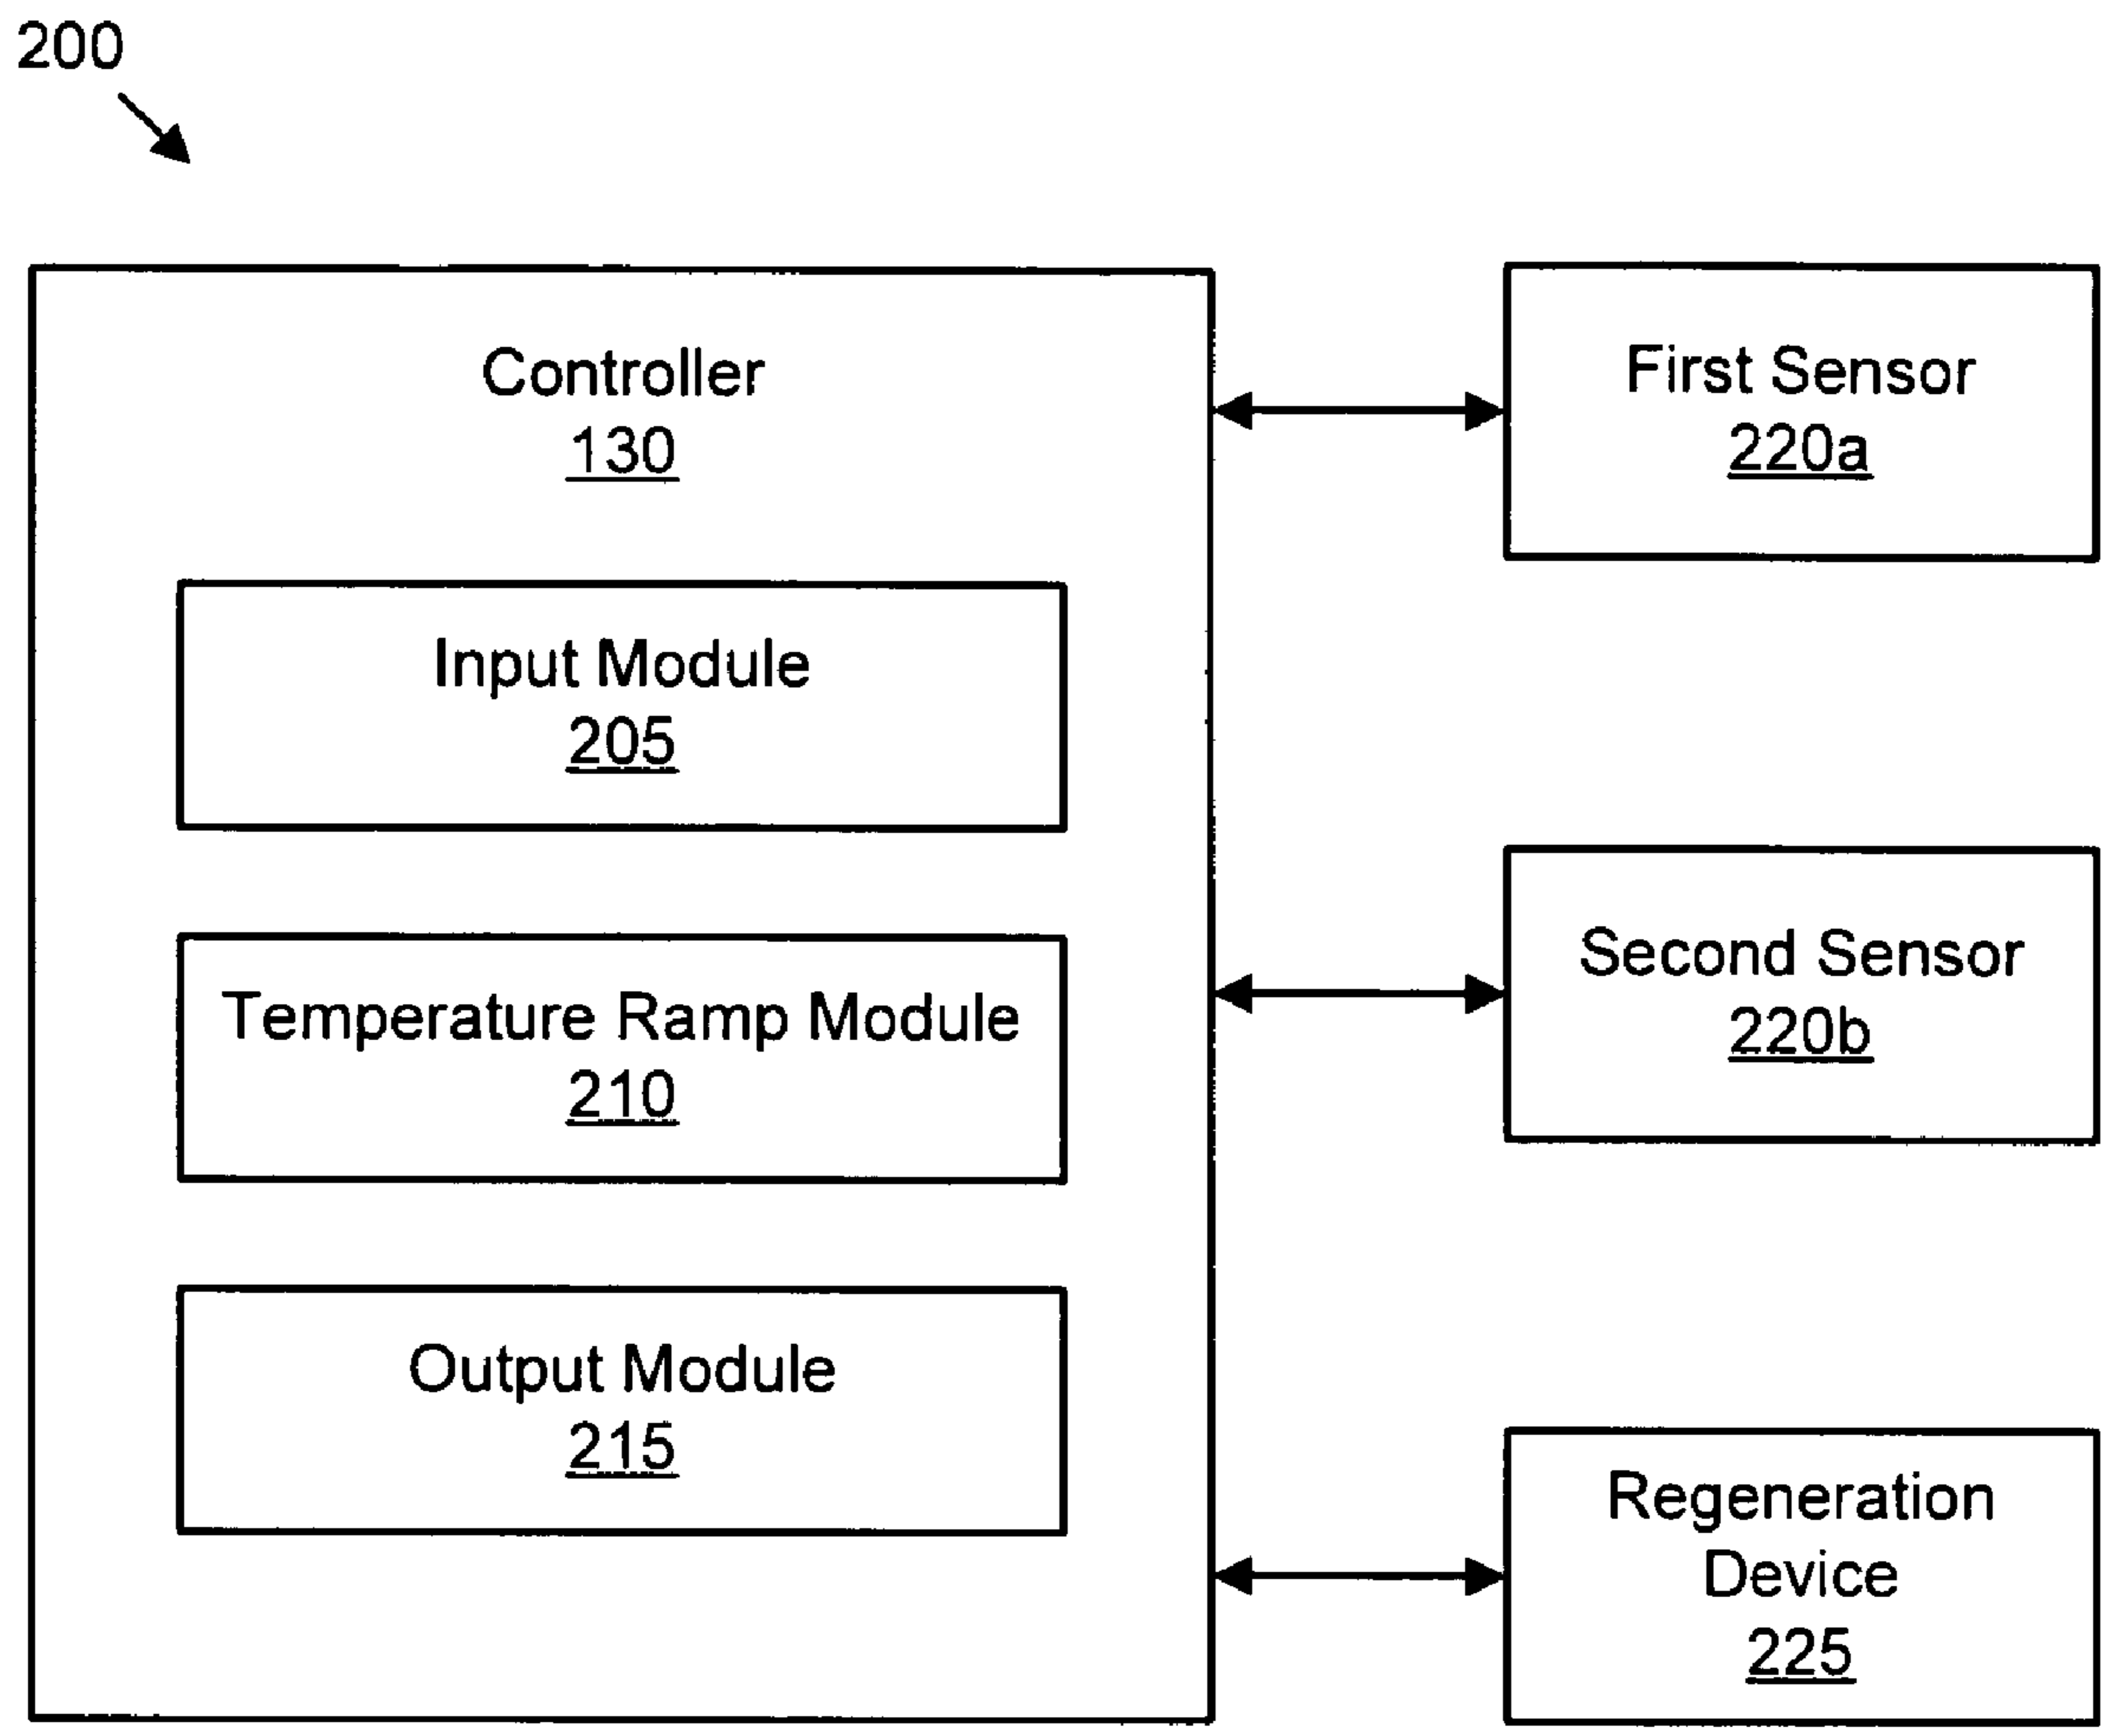 200
Controller
130
Input Module
205
Temperature Ramp Module
210
Output Module
215
First Sensor
220a
Second Sensor
220b
Regeneration
Device
225